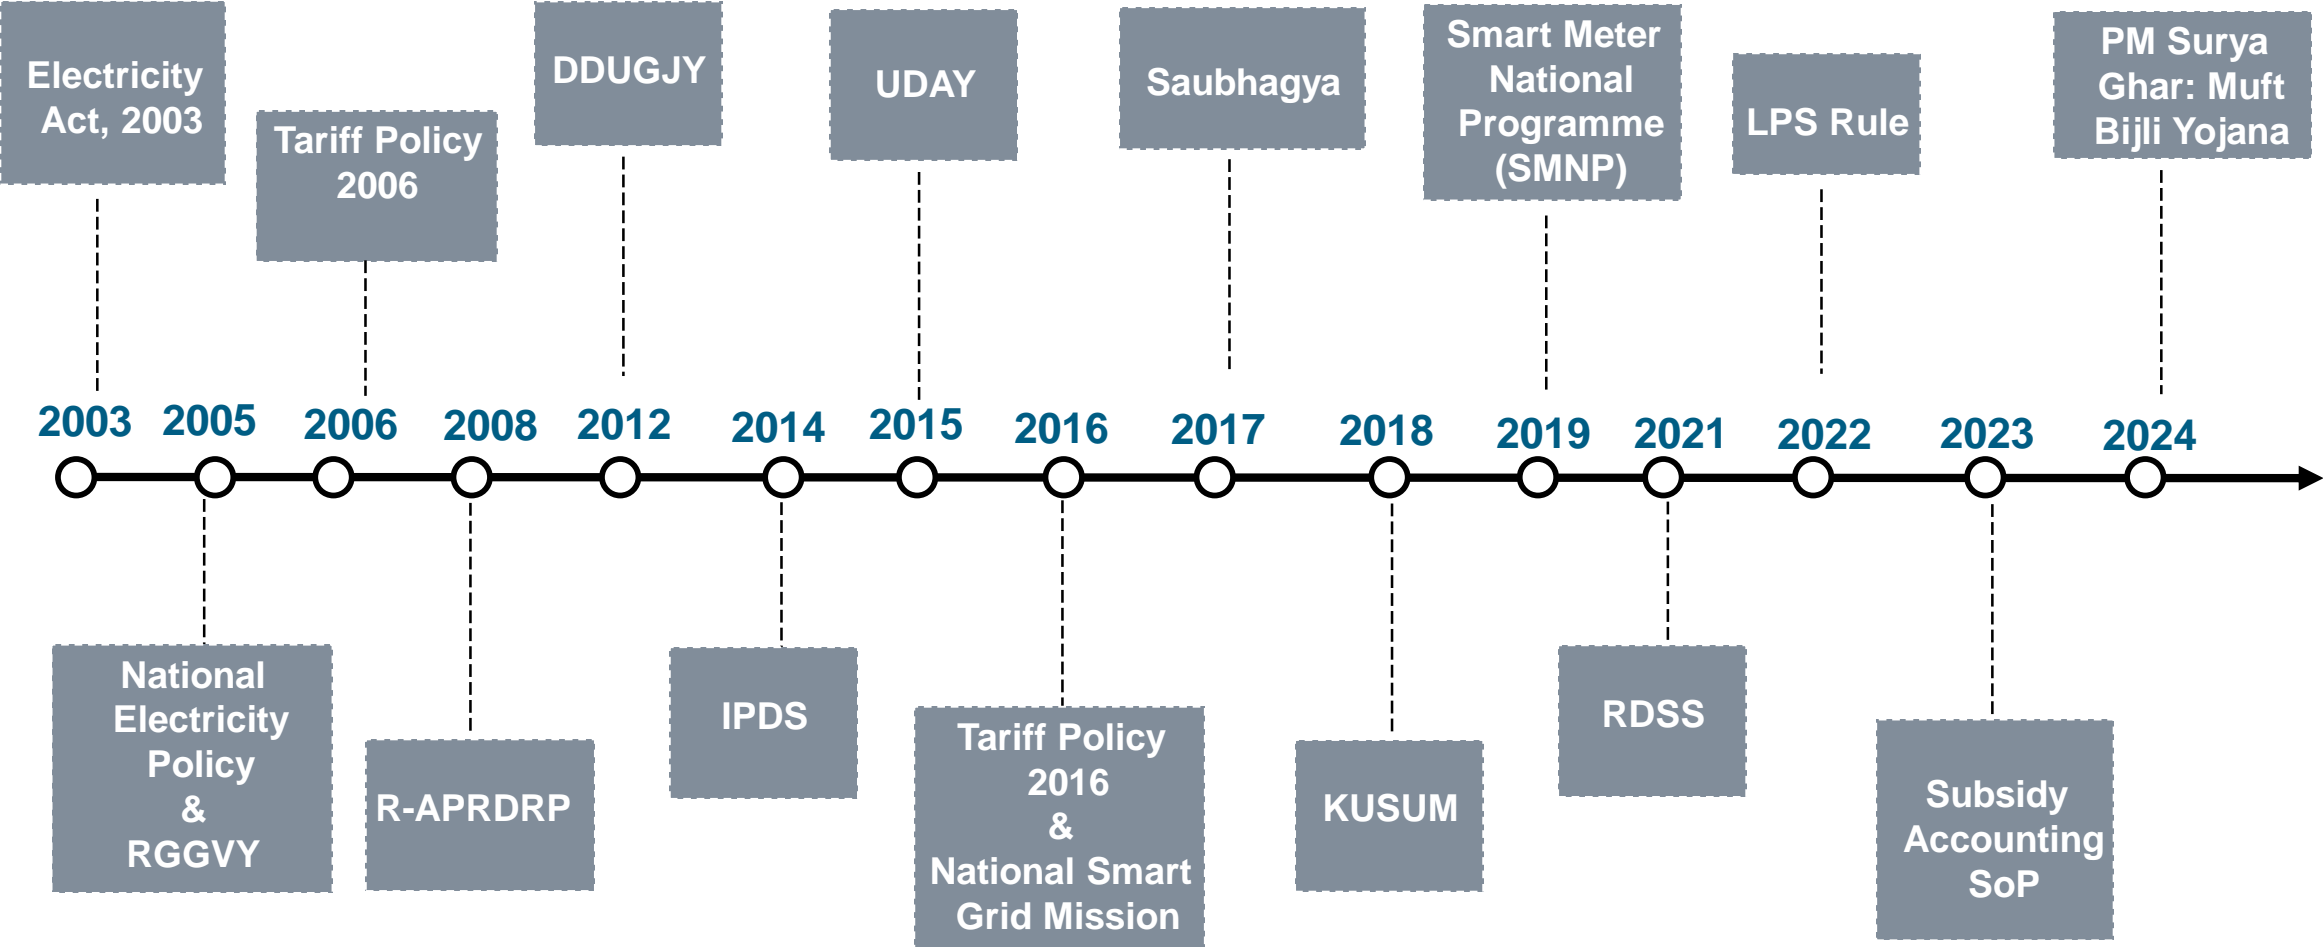 Electricity
Act, 2003
Tariff Policy
2006
DDUGJY
UDAY
Saubhagya
Smart Meter
National
Programme
(SMNP)
LPS Rule
PM Surya
Ghar: Muft
Bijli Yojana
2003
2005
2006
2008
2012
2014
2015
2016
2017
2018
2019
2021
2022
2023
2024
National
Electricity
Policy
&
RGGVY
R-APRDRP
IPDS
Tariff Policy
2016
&
National Smart
Grid Mission
KUSUM
RDSS
Subsidy
Accounting
SoP